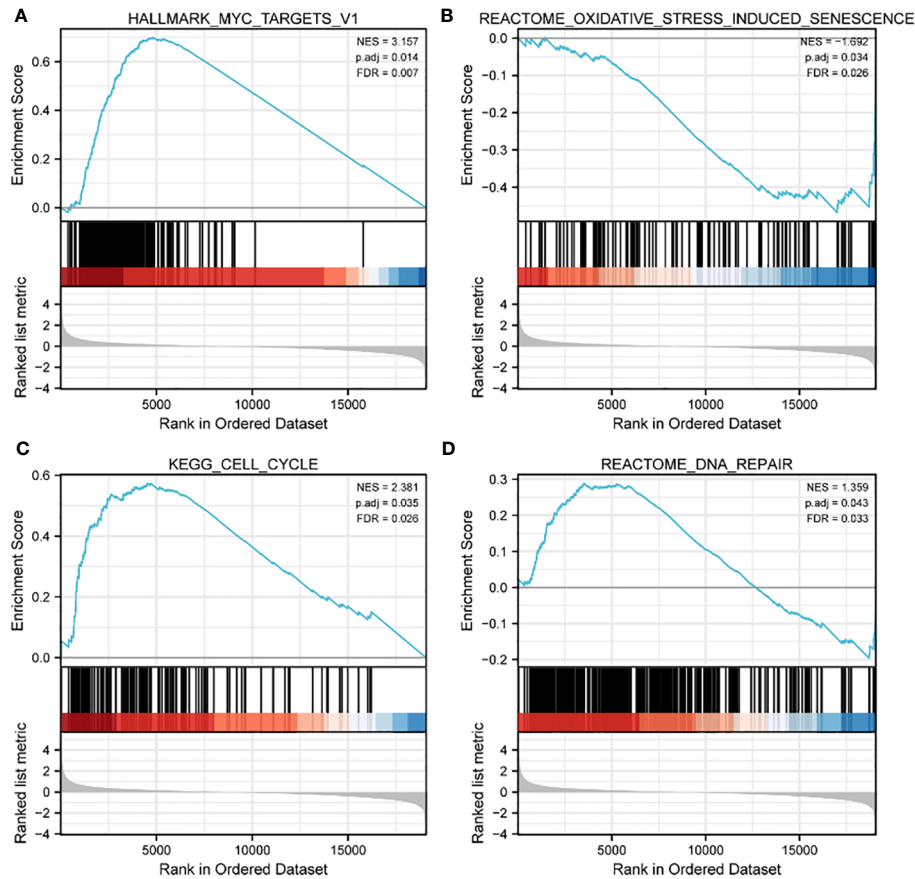 A
HALLMARK_MYC_TARGETS_V1
NES = 3.157
p.adj = 0.014
FDR = 0.007
Enrichment Score
0.6
0.4
0.2
0.0
Ranked list metric
4
2
0
−2
−4
5000 10000 15000
Rank in Ordered Dataset
B
REACTOME_OXIDATIVE_STRESS_INDUCED_SENESCENCE
NES = −1.692
p.adj = 0.034
FDR = 0.026
Enrichment Score
0.0
−0.1
−0.2
−0.3
−0.4
Ranked list metric
4
2
0
−2
−4
5000 10000 15000
Rank in Ordered Dataset
C
KEGG_CELL_CYCLE
NES = 2.381
p.adj = 0.035
FDR = 0.026
Enrichment Score
0.6
0.4
0.2
0.0
Ranked list metric
4
2
0
−2
−4
5000 10000 15000
Rank in Ordered Dataset
D
REACTOME_DNA_REPAIR
NES = 1.359
p.adj = 0.043
FDR = 0.033
Enrichment Score
0.3
0.2
0.1
0.0
−0.1
−0.2
Ranked list metric
4
2
0
−2
−4
5000 10000 15000
Rank in Ordered Dataset